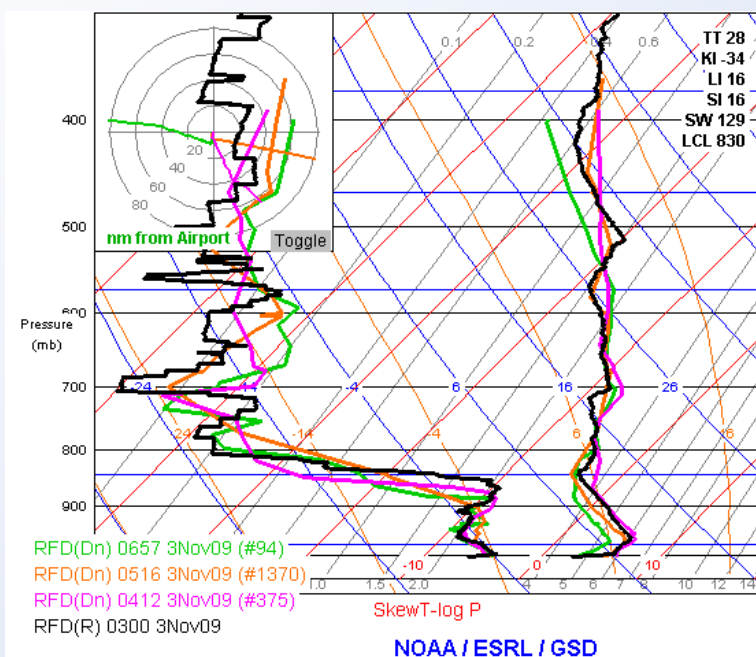 0.1 0.2 0.4 0.6
TT 28
KI -34
LI 16
SI 16
SW 129
LCL 830
20
40
60
80
nm from Airport
Toggle
400
500
600
700
800
900
Pressure
(mb)
-24 -14 -4 6 16 26
-24 -14 -4 6 16
RFD(Dn) 0657 3Nov09 (#94)
RFD(Dn) 0516 3Nov09 (#1370)
RFD(Dn) 0412 3Nov09 (#375)
RFD(R) 0300 3Nov09
-10 0 10
1.0 1.5 2.0 4 5 6 7 8 10 12 14
SkewT-log P
NOAA / ESRL / GSD